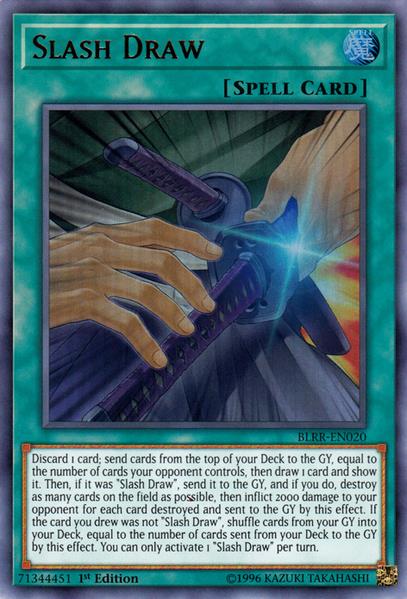 SLASH DRAW
SPELL
魔
[SPELL CARD]
BLRR-EN020
Discard 1 card; send cards from the top of your Deck to the GY, equal to
the number of cards your opponent controls, then draw 1 card and show
it. Then, if it was "Slash Draw", send it to the GY, and if you do, destroy
as many cards on the field as possible, then inflict 2000 damage to your
opponent for each card destroyed and sent to the GY by this effect. If
the card you drew was not "Slash Draw", shuffle cards from your GY into
your Deck, equal to the number of cards sent from your Deck to the GY
by this effect. You can only activate 1 "Slash Draw" per turn.
71344451 1st Edition ©1996 KAZUKI TAKAHASHI